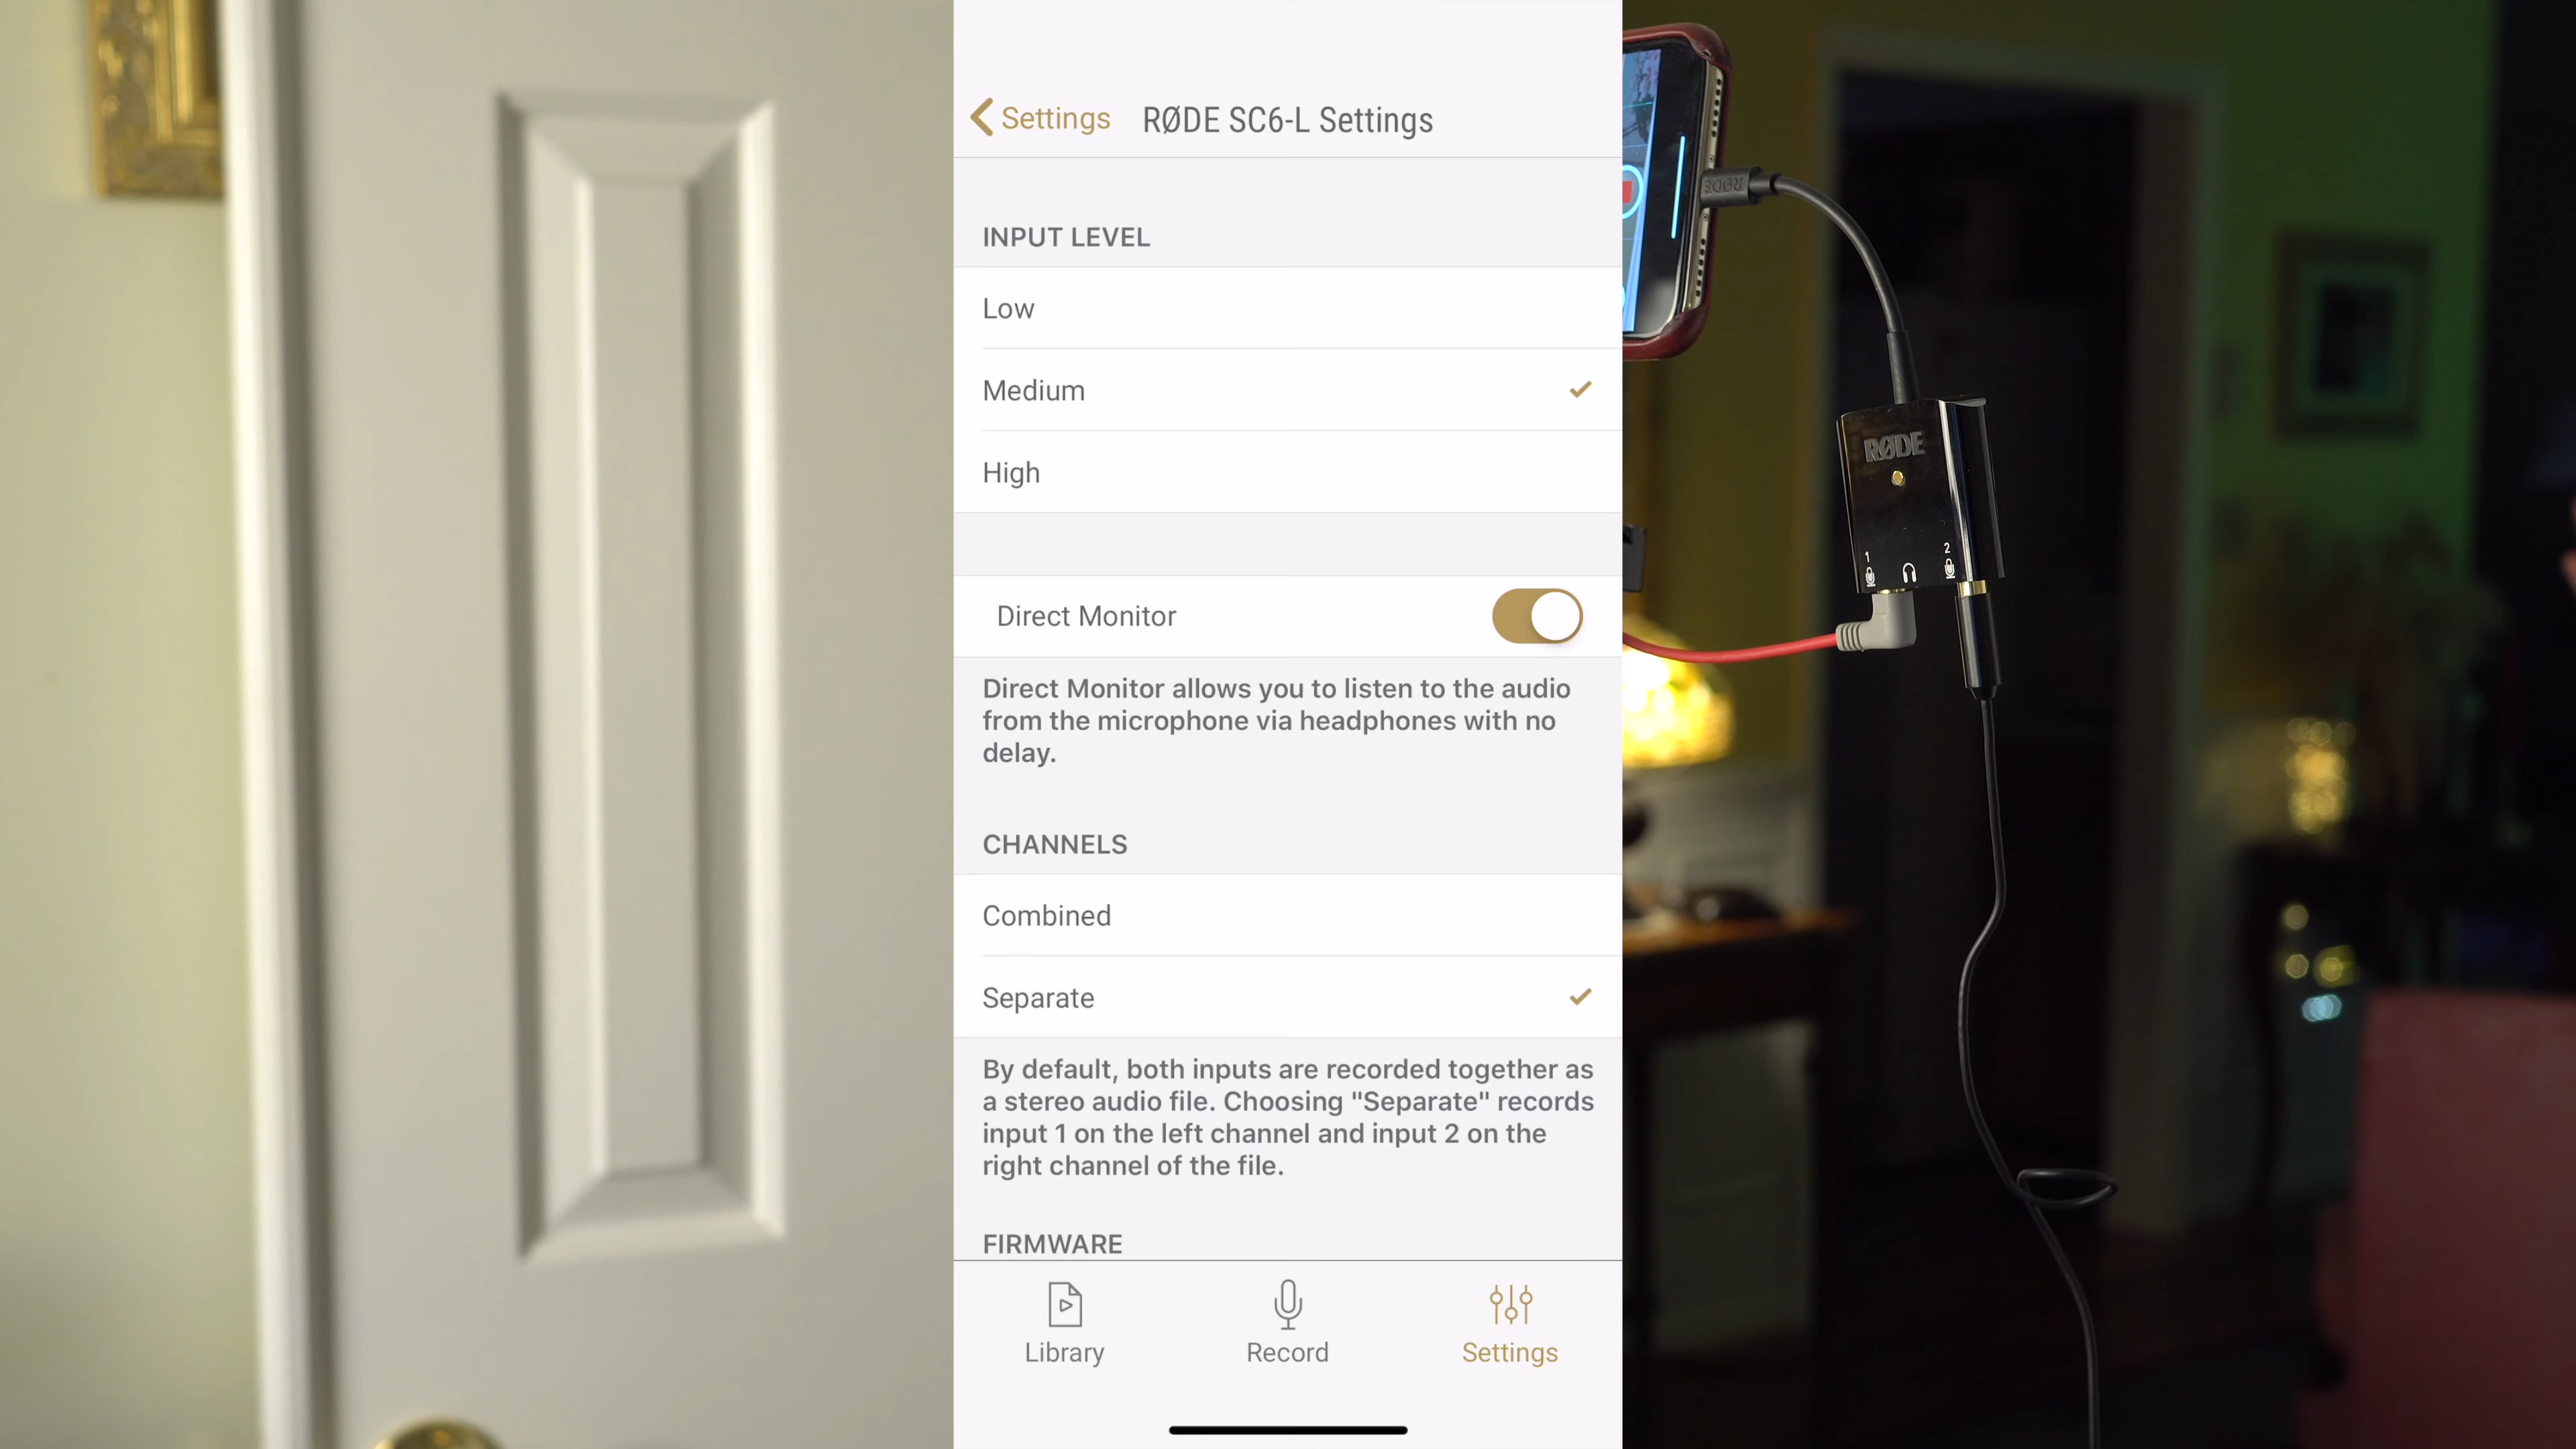 Settings
RØDE SC6-L Settings
INPUT LEVEL
Low
Medium
High
Direct Monitor
Direct Monitor allows you to listen to the audio
from the microphone via headphones with no
delay.
CHANNELS
Combined
Separate
By default, both inputs are recorded together as
a stereo audio file. Choosing "Separate" records
input 1 on the left channel and input 2 on the
right channel of the file.
FIRMWARE
Library
Record
Settings
RØDE
RØDE
1
2